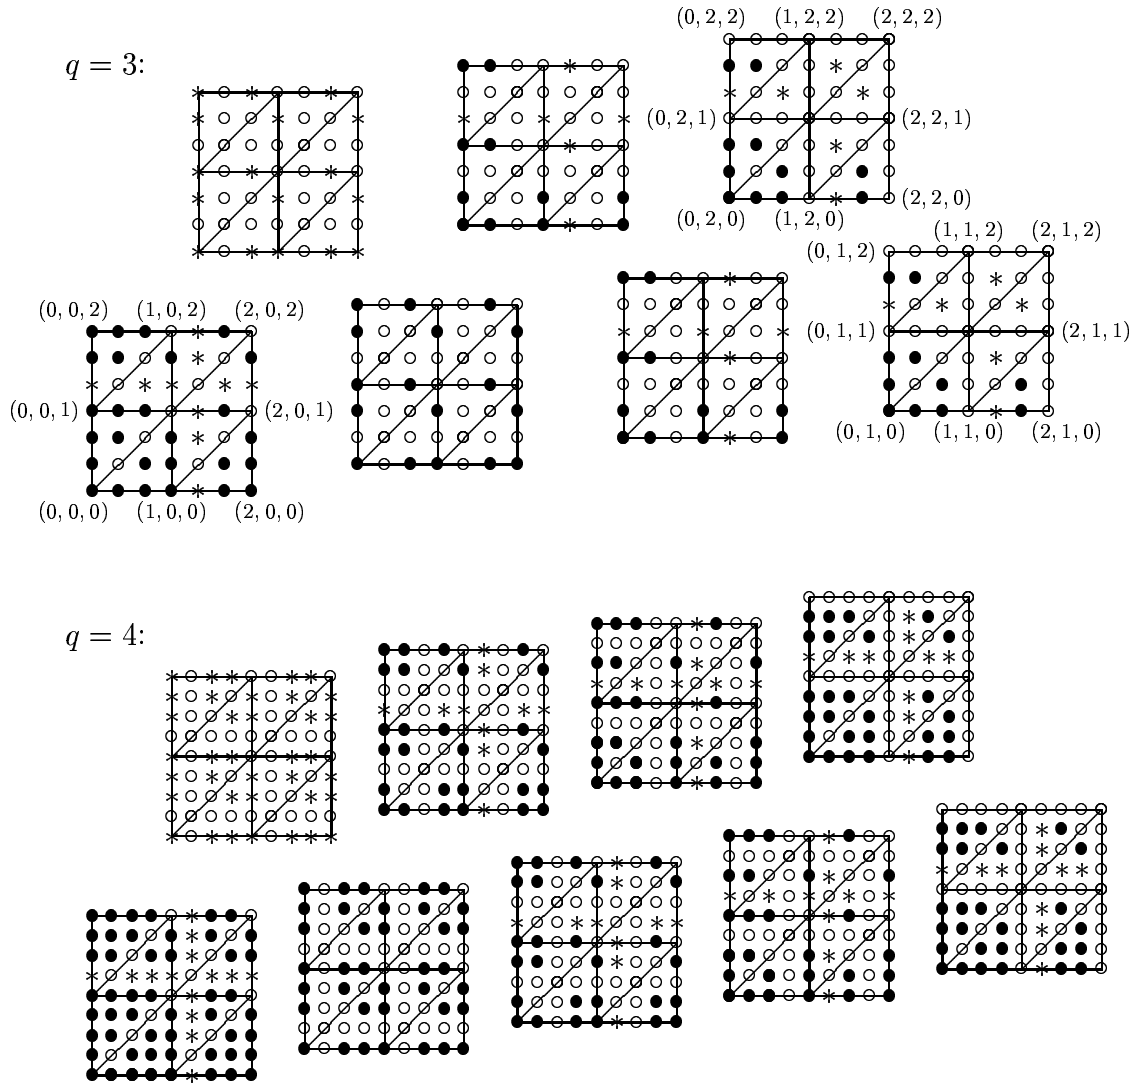 (0, 2, 2) (1, 2, 2) (2, 2, 2)
q = 3:
(0, 2, 1) (2, 2, 1)
(2, 2, 0)
(0, 2, 0) (1, 2, 0)
(1, 1, 2) (2, 1, 2)
(0, 1, 2)
(0, 0, 2) (1, 0, 2) (2, 0, 2)
(0, 1, 1) (2, 1, 1)
(0, 0, 1) (2, 0, 1)
(0, 1, 0) (1, 1, 0) (2, 1, 0)
(0, 0, 0) (1, 0, 0) (2, 0, 0)
q = 4: